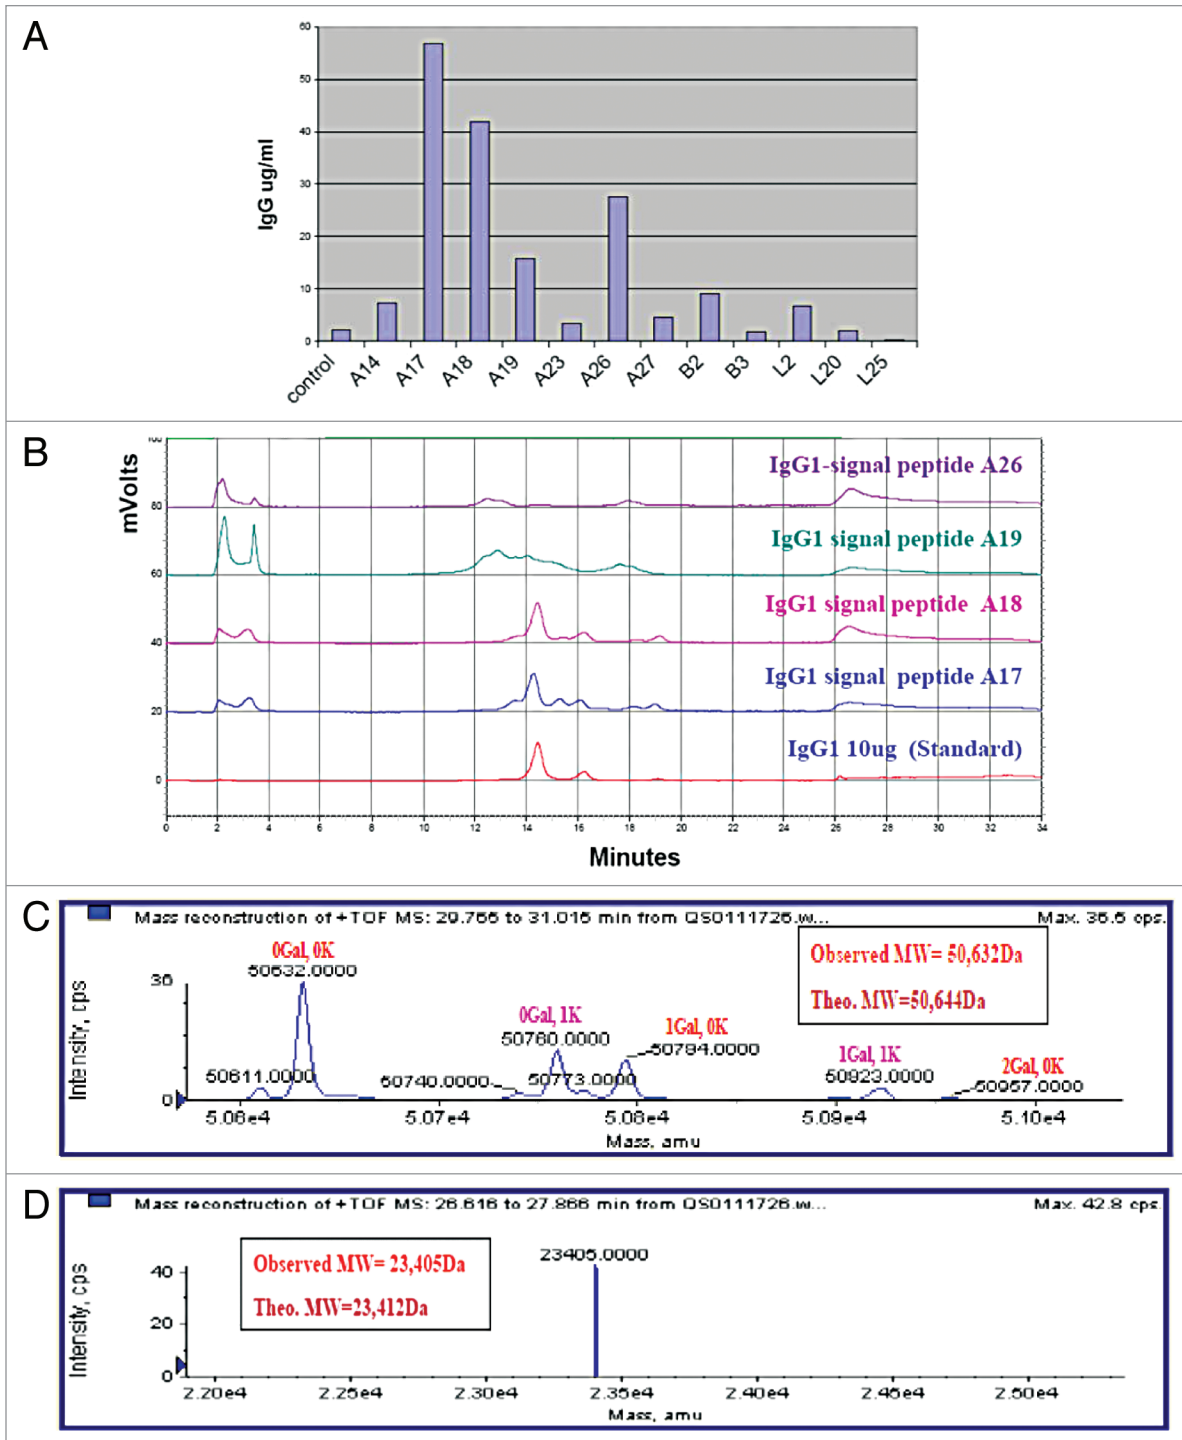 A
60
50
40
30
20
10
0
IgG ug/ml
control A14 A17 A18 A19 A23 A26 A27 B2 B3 L2 L20 L25
B
mVolts
100
80
60
40
20
0
IgG1-signal peptide A26
IgG1 signal peptide A19
IgG1 signal peptide A18
IgG1 signal peptide A17
IgG1 10ug (Standard)
0 2 4 6 8 10 12 14 16 18 20 22 24 26 28 30 32 34
Minutes
C
Mass reconstruction of +TOF MS: 29.766 to 31.016 min from QS0111726.w... Max. 36.6 cps.
Observed MW= 50,632Da
Theo. MW=50,644Da
Intensity, cps
30
0
0Gal, 0K
50632.0000
50611.0000
50740.0000
0Gal, 1K
50760.0000
50773.0000
1Gal, 0K
50794.0000
1Gal, 1K
50923.0000
2Gal, 0K
50957.0000
5.06e4 5.07e4 5.08e4 5.09e4 5.10e4
Mass, amu
D
Mass reconstruction of +TOF MS: 26.616 to 27.866 min from QS0111726.w... Max. 42.8 cps.
Observed MW= 23,405Da
Theo. MW=23,412Da
23405.0000
Intensity, cps
40
20
0
2.20e4 2.25e4 2.30e4 2.35e4 2.40e4 2.45e4 2.50e4
Mass, amu